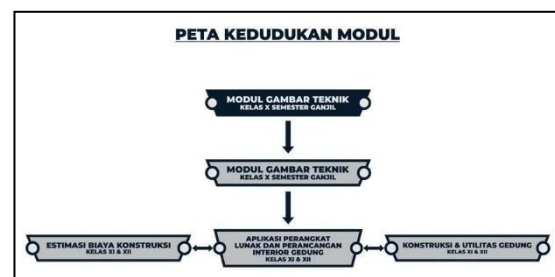 PETA KEDUDUKAN MODUL
MODUL GAMBAR TEKNIK
KELAS X SEMESTER GANJIL
MODUL GAMBAR TEKNIK
KELAS X SEMESTER GANJIL
ESTIMASI BIAYA KONSTRUKSI
KELAS XI & XII
APLIKASI PERANGKAT
LUNAK DAN PERANCANGAN
INTERIOR GEDUNG
KELAS XI & XII
KONSTRUKSI & UTILITAS GEDUNG
KELAS XI & XII